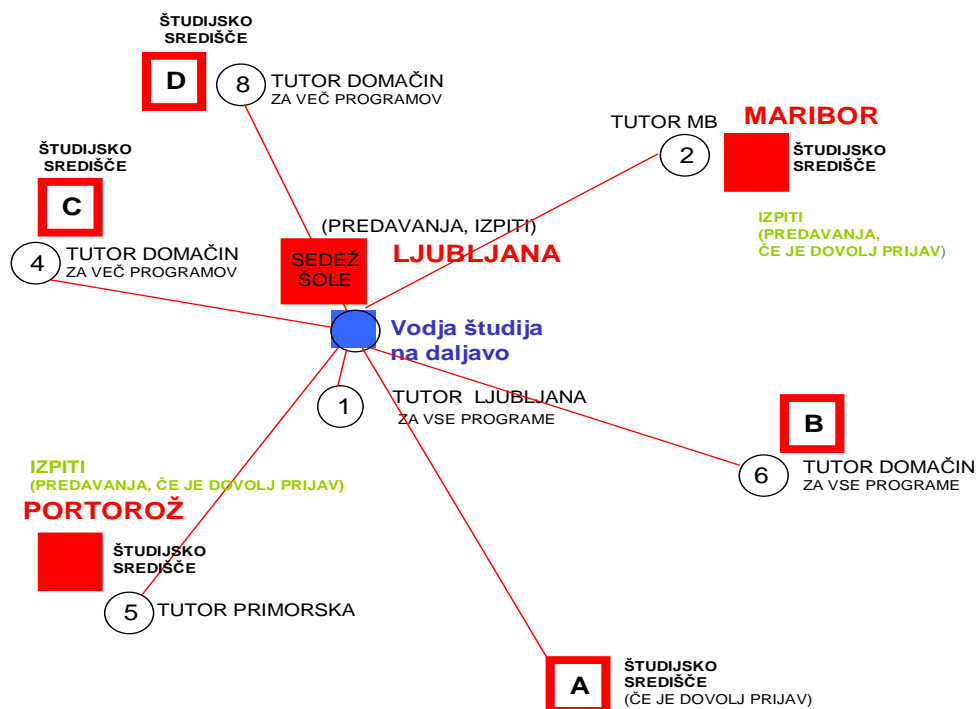 ŠTUDIJSKO
SREDIŠČE
D
8
TUTOR DOMAČIN
ZA VEČ PROGRAMOV
MARIBOR
TUTOR MB
2
ŠTUDIJSKO
SREDIŠČE
IZPITI
(PREDAVANJA,
ČE JE DOVOLJ PRIJAV)
ŠTUDIJSKO
SREDIŠČE
C
4
TUTOR DOMAČIN
ZA VEČ PROGRAMOV
(PREDAVANJA, IZPITI)
LJUBLJANA
SEDEŽ
ŠOLE
Vodja študija
na daljavo
1
TUTOR LJUBLJANA
ZA VSE PROGRAME
B
6
TUTOR DOMAČIN
ZA VSE PROGRAME
IZPITI
(PREDAVANJA, ČE JE DOVOLJ PRIJAV)
PORTOROŽ
ŠTUDIJSKO
SREDIŠČE
5
TUTOR PRIMORSKA
A
ŠTUDIJSKO
SREDIŠČE
(ČE JE DOVOLJ PRIJAV)